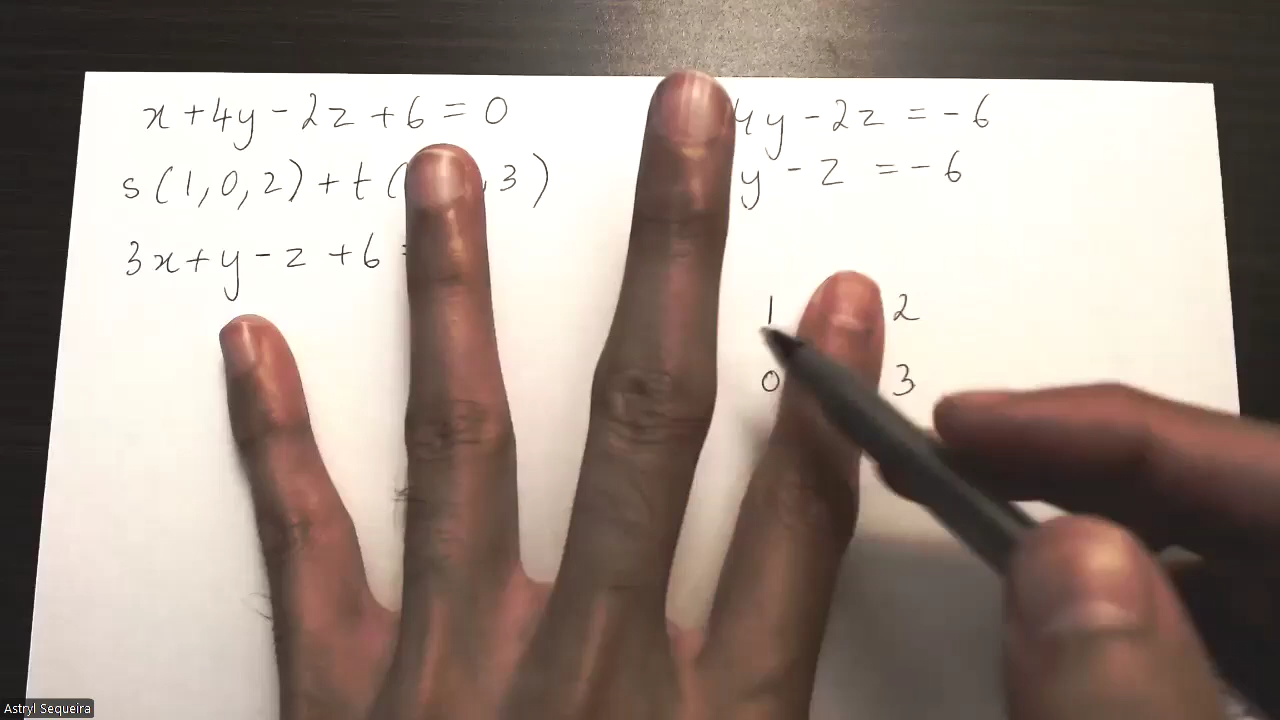 x + 4y - 2z + 6 = 0
s(1, 0, 2) + t( , 3)
3x + y - z + 6 =
4y - 2z = -6
y - z = -6
1 2
0 3
Astryl Sequeira